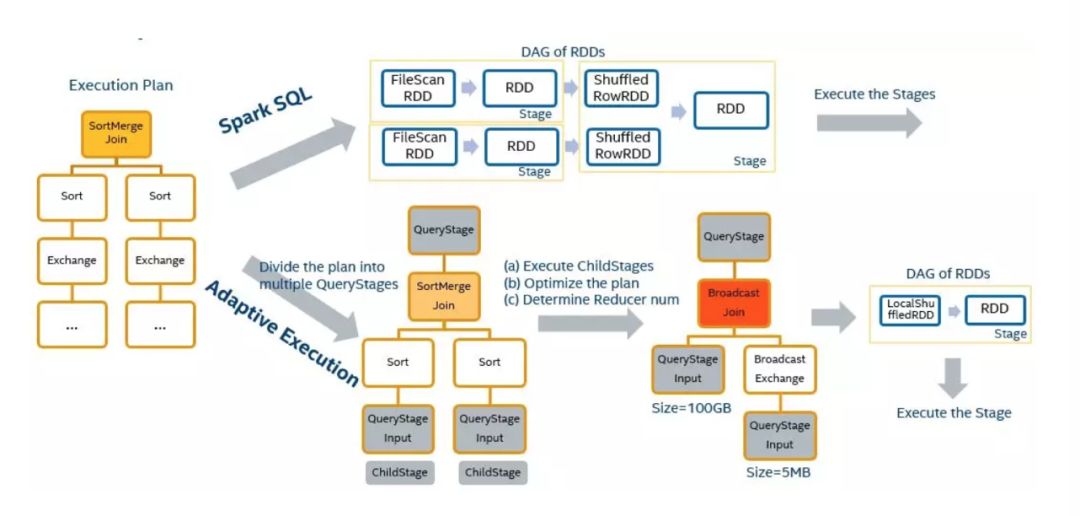 Execution Plan
SortMerge
Join
Sort
Sort
Exchange
Exchange
...
...
Spark SQL
DAG of RDDs
FileScan
RDD
RDD
Stage
Shuffled
RowRDD
FileScan
RDD
RDD
Stage
Shuffled
RowRDD
RDD
Stage
Execute the Stages
Adaptive Execution
Divide the plan into
multiple QueryStages
QueryStage
SortMerge
Join
Sort
Sort
QueryStage
Input
QueryStage
Input
ChildStage
ChildStage
(a) Execute ChildStages
(b) Optimize the plan
(c) Determine Reducer num
QueryStage
Broadcast
Join
QueryStage
Input
Size=100GB
Broadcast
Exchange
QueryStage
Input
Size=5MB
DAG of RDDs
LocalShu
ffledRDD
RDD
Stage
Execute the Stage